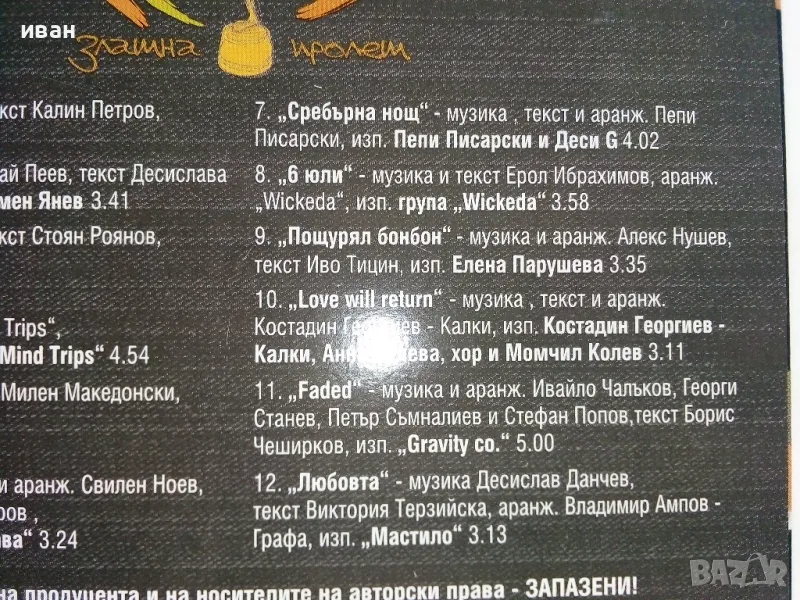 иван
златна пролет
кст Калин Петров,
ай Пеев, текст Десислава
мен Янев 3.41
кст Стоян Роянов,
Trips“,
Mind Trips“ 4.54
Милен Македонски,
и аранж. Свилен Ноев,
ров ,
ва“ 3.24
7. „Сребърна нощ“ - музика , текст и аранж. Пепи
Писарски, изп. Пепи Писарски и Деси G 4.02
8. „6 юли“ - музика и текст Ерол Ибрахимов, аранж.
„Wickeda“, изп. група „Wickeda“ 3.58
9. „Пощурял бонбон“ - музика и аранж. Алекс Нушев,
текст Иво Тицин, изп. Елена Парушева 3.35
10. „Love will return“ - музика , текст и аранж.
Костадин Георгиев - Калки, изп. Костадин Георгиев -
Калки, хор и Момчил Колев 3.11
11. „Faded“ - музика и аранж. Ивайло Чалъков, Георги
Станев, Петър Съмналиев и Стефан Попов,текст Борис
Чеширков, изп. „Gravity co.“ 5.00
12. „Любовта“ - музика Десислав Данчев,
текст Виктория Терзийска, аранж. Владимир Ампов -
Графа, изп. „Мастило“ 3.13
на продуцента и на носителите на авторски права - ЗАПАЗЕНИ!
BAZAR